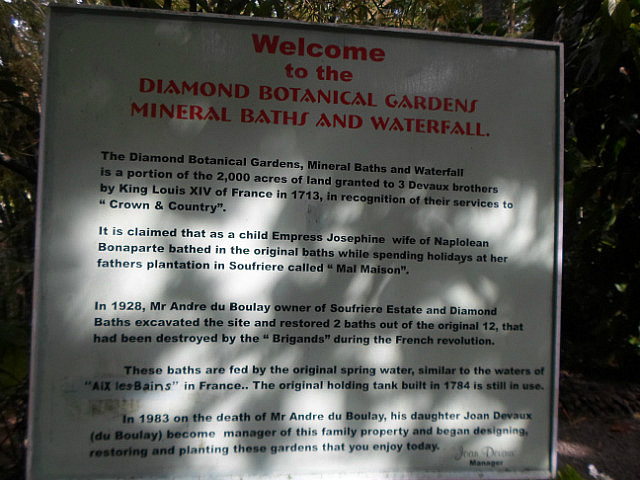 Welcome
to the
DIAMOND BOTANICAL GARDENS
MINERAL BATHS AND WATERFALL.
The Diamond Botanical Gardens, Mineral Baths and Waterfall
is a portion of the 2,000 acres of land granted to 3 Devaux brothers
by King Louis XIV of France in 1713, in recognition of their services to
“ Crown & Country”.
It is claimed that as a child Empress Josephine wife of Naplolean
Bonaparte bathed in the original baths while spending holidays at her
fathers plantation in Soufriere called “ Mal Maison”.
In 1928, Mr Andre du Boulay owner of Soufriere Estate and Diamond
Baths excavated the site and restored 2 baths out of the original 12, that
had been destroyed by the “ Brigands” during the French revolution.
These baths are fed by the original spring water, similar to the waters of
“AiX lesBains” in France.. The original holding tank built in 1784 is still in use.
In 1983 on the death of Mr Andre du Boulay, his daughter Joan Devaux
(du Boulay) become manager of this family property and began designing,
restoring and planting these gardens that you enjoy today.
Joan Devaux
Manager